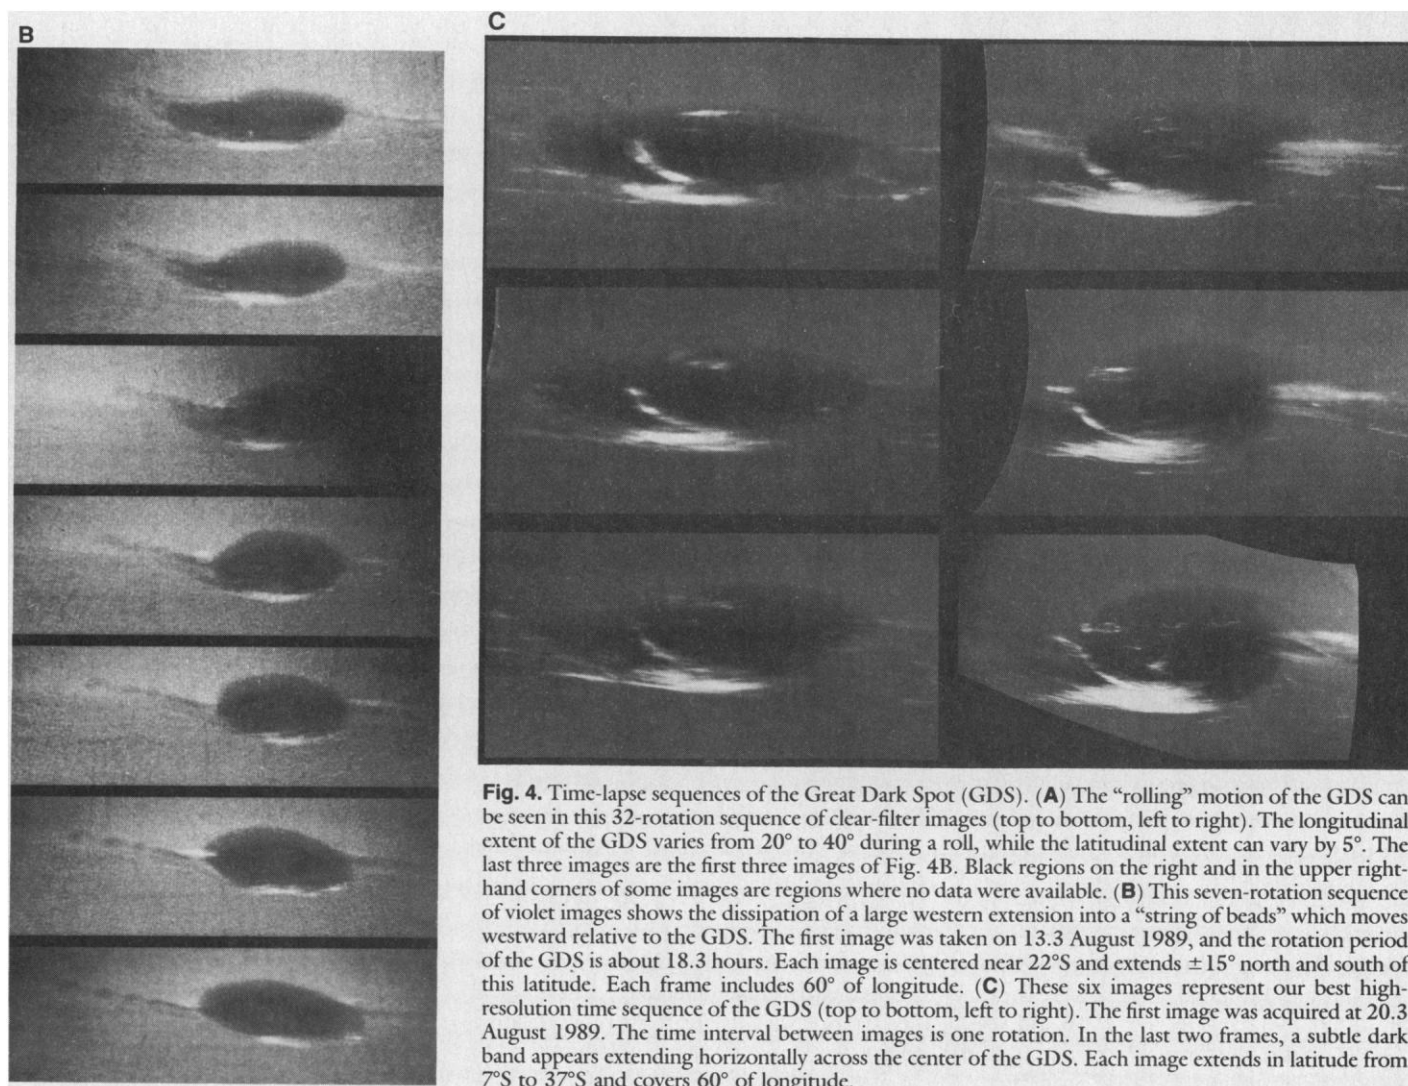 B
C
Fig. 4. Time-lapse sequences of the Great Dark Spot (GDS). (A) The “rolling” motion of the GDS can
be seen in this 32-rotation sequence of clear-filter images (top to bottom, left to right). The longitudinal
extent of the GDS varies from 20° to 40° during a roll, while the latitudinal extent can vary by 5°. The
last three images are the first three images of Fig. 4B. Black regions on the right and in the upper right-
hand corners of some images are regions where no data were available. (B) This seven-rotation sequence
of violet images shows the dissipation of a large western extension into a “string of beads” which moves
westward relative to the GDS. The first image was taken on 13.3 August 1989, and the rotation period
of the GDS is about 18.3 hours. Each image is centered near 22°S and extends ±15° north and south of
this latitude. Each frame includes 60° of longitude. (C) These six images represent our best high-
resolution time sequence of the GDS (top to bottom, left to right). The first image was acquired at 20.3
August 1989. The time interval between images is one rotation. In the last two frames, a subtle dark
band appears extending horizontally across the center of the GDS. Each image extends in latitude from
7°S to 37°S and covers 60° of longitude.